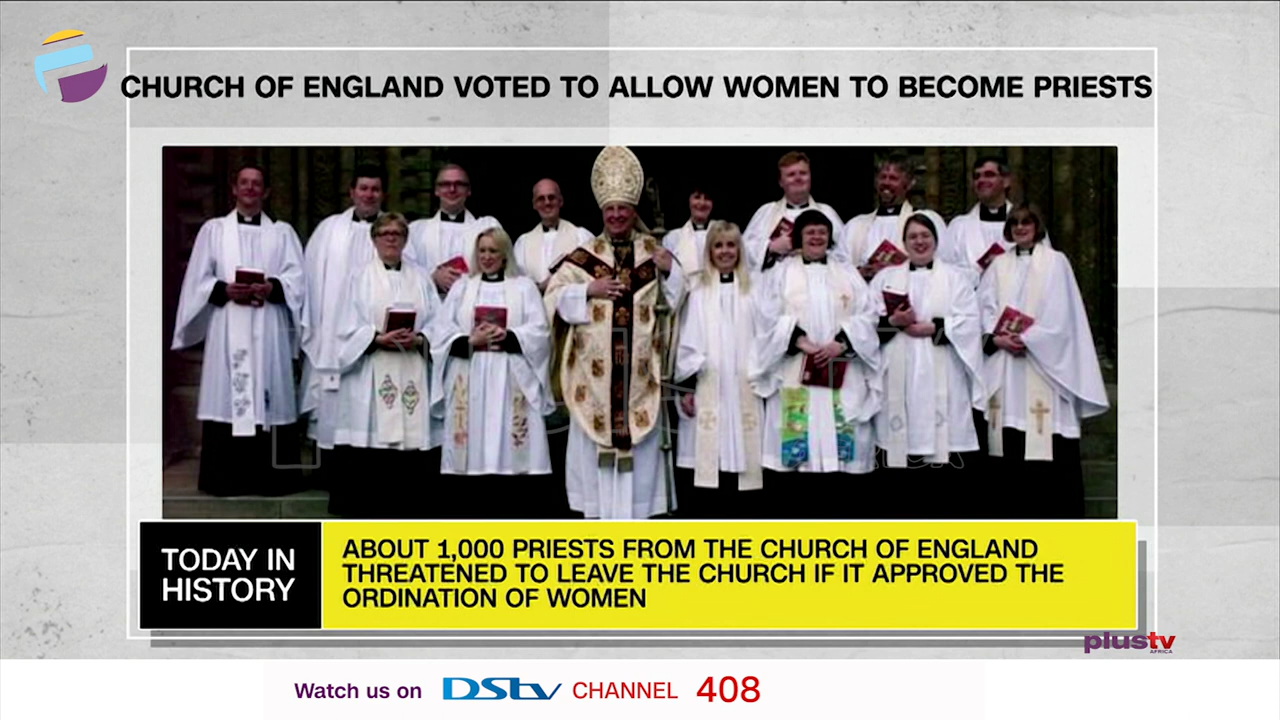 CHURCH OF ENGLAND VOTED TO ALLOW WOMEN TO BECOME PRIESTS
TODAY IN
HISTORY
ABOUT 1,000 PRIESTS FROM THE CHURCH OF ENGLAND
THREATENED TO LEAVE THE CHURCH IF IT APPROVED THE
ORDINATION OF WOMEN
plustv
AFRICA
Watch us on DStv CHANNEL 408